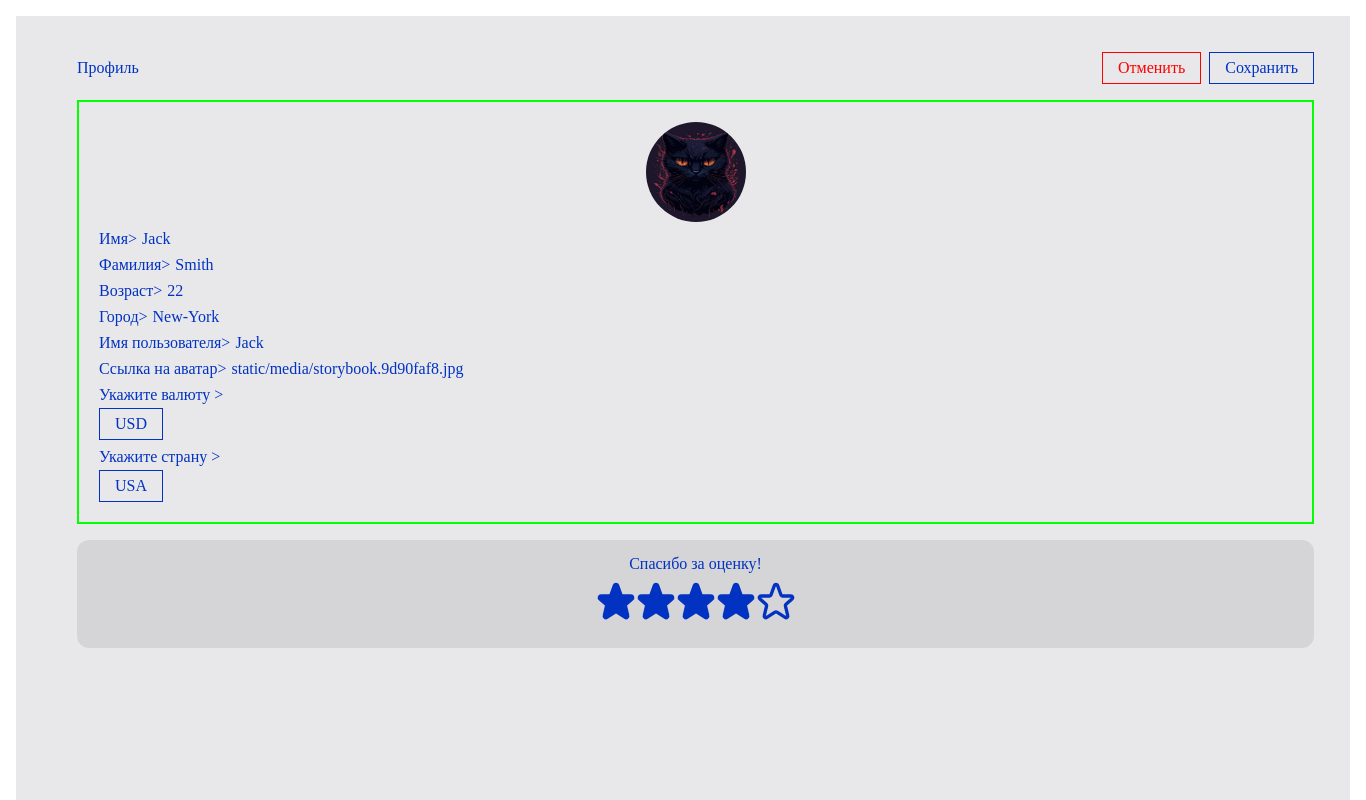 Профиль
Отменить
Сохранить
Имя> Jack
Фамилия> Smith
Возраст> 22
Город> New-York
Имя пользователя> Jack
Ссылка на аватар> static/media/storybook.9d90faf8.jpg
Укажите валюту >
USD
Укажите страну >
USA
Спасибо за оценку!